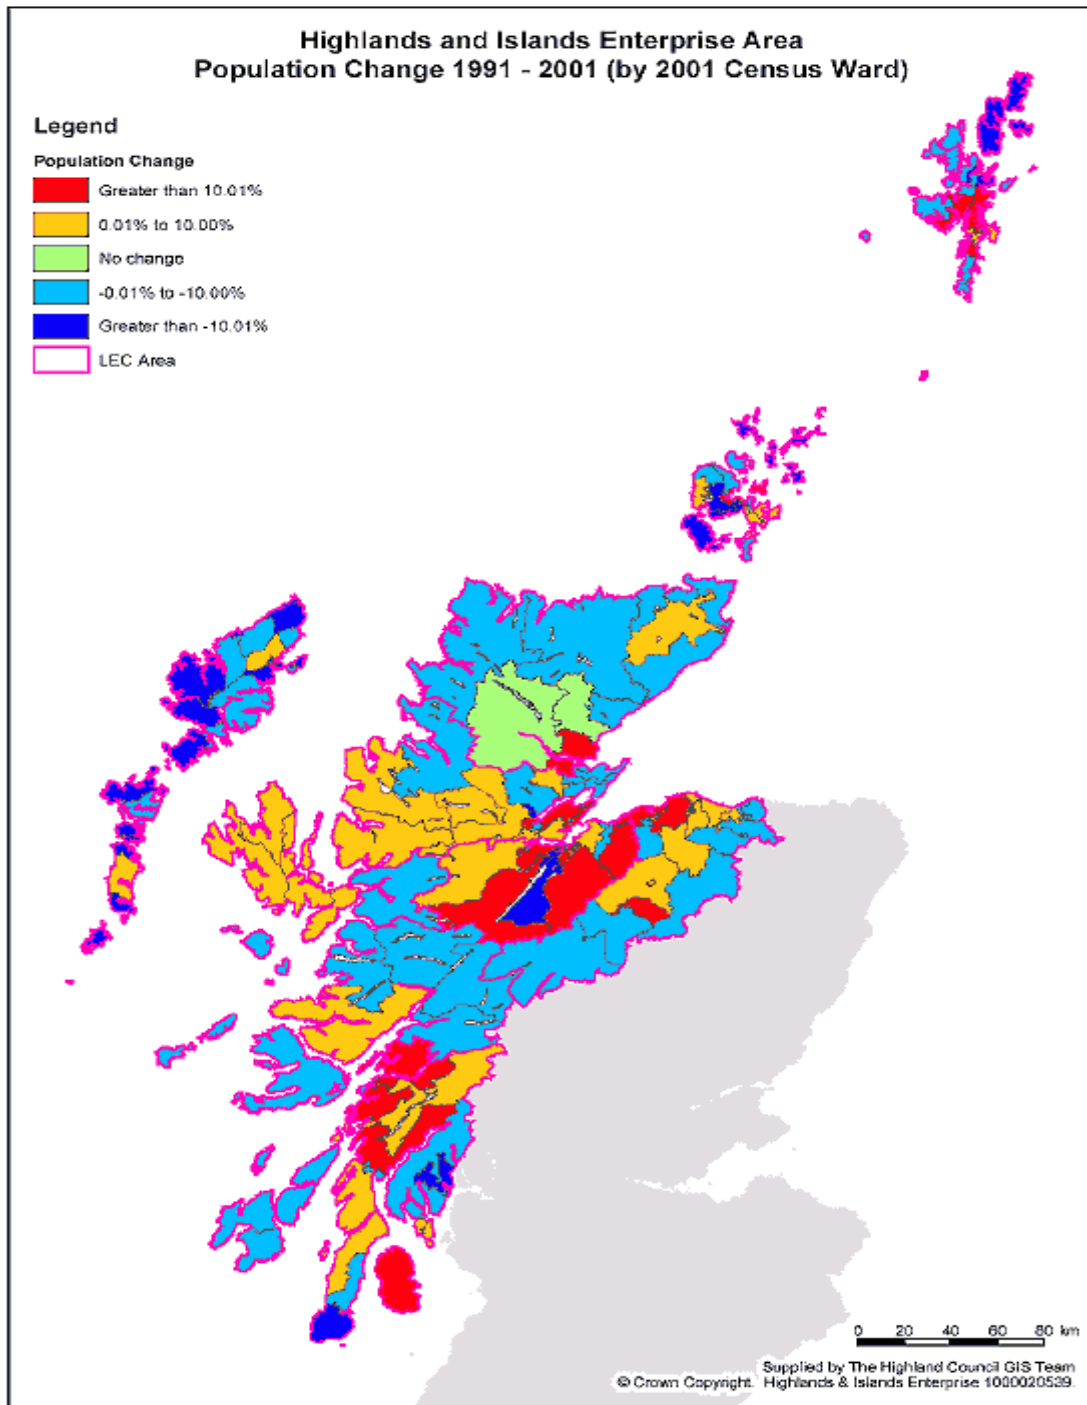 Highlands and Islands Enterprise Area
Population Change 1991 - 2001 (by 2001 Census Ward)
Legend
Population Change
Greater than 10.01%
0.01% to 10.00%
No change
-0.01% to -10.00%
Greater than -10.01%
LEC Area
0 20 40 60 80 km
Supplied by The Highland Council GIS Team
© Crown Copyright. Highlands & Islands Enterprise 1000020539.